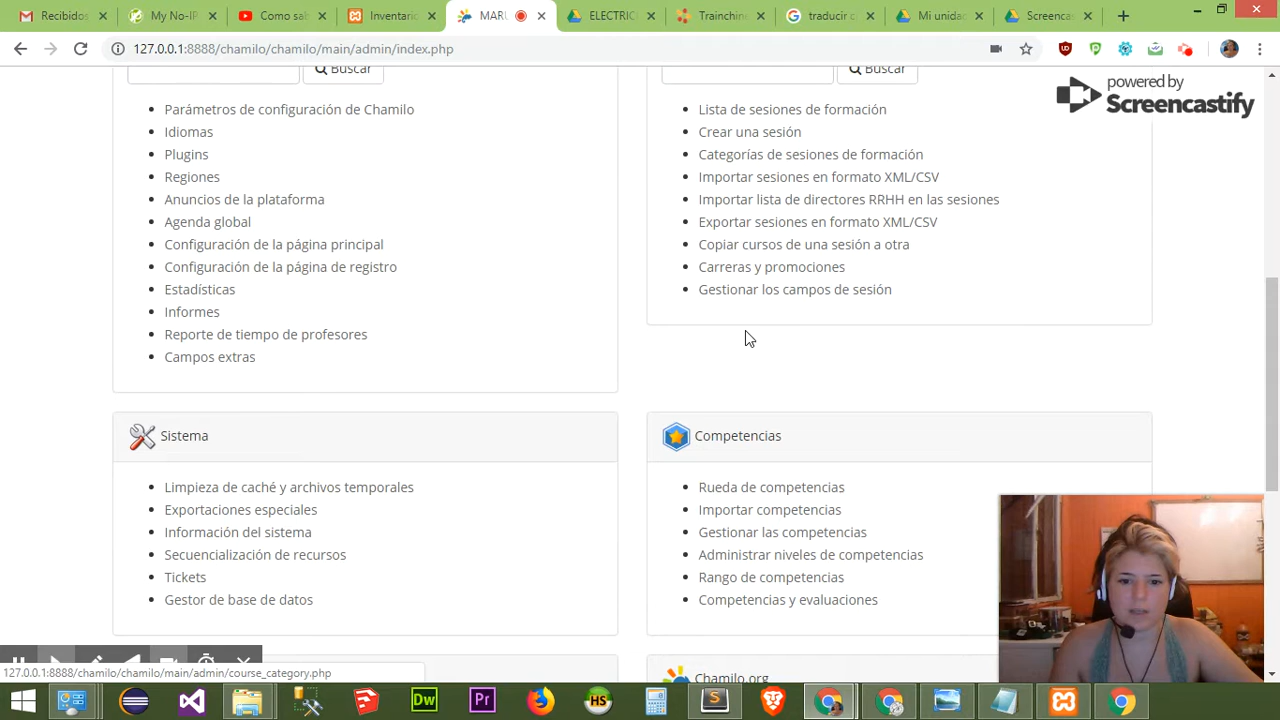 Recibidos
My No-IP
Como sal
Inventario
MARU
ELECTRIC
Trainchine
traducir c
Mi unidad
Screencas
127.0.0.1:8888/chamilo/chamilo/main/admin/index.php
powered by
Screencastify
Buscar
Buscar
Parámetros de configuración de Chamilo
Idiomas
Plugins
Regiones
Anuncios de la plataforma
Agenda global
Configuración de la página principal
Configuración de la página de registro
Estadísticas
Informes
Reporte de tiempo de profesores
Campos extras
Lista de sesiones de formación
Crear una sesión
Categorías de sesiones de formación
Importar sesiones en formato XML/CSV
Importar lista de directores RRHH en las sesiones
Exportar sesiones en formato XML/CSV
Copiar cursos de una sesión a otra
Carreras y promociones
Gestionar los campos de sesión
Sistema
Limpieza de caché y archivos temporales
Exportaciones especiales
Información del sistema
Secuencialización de recursos
Tickets
Gestor de base de datos
Competencias
Rueda de competencias
Importar competencias
Gestionar las competencias
Administrar niveles de competencias
Rango de competencias
Competencias y evaluaciones
Chamilo.org
127.0.0.1:8888/chamilo/chamilo/main/admin/course_category.php
Dw
Pr
HS